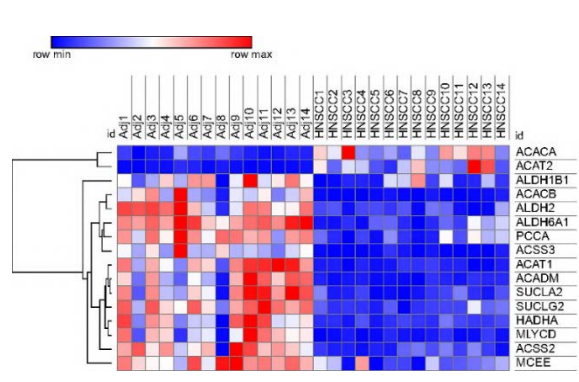 row min row max
id Adj1 Adj2 Adj3 Adj4 Adj5 Adj6 Adj7 Adj8 Adj9 Adj10 Adj11 Adj12 Adj13 Adj14 HNSCC1 HNSCC2 HNSCC3 HNSCC4 HNSCC5 HNSCC6 HNSCC7 HNSCC8 HNSCC9 HNSCC10 HNSCC11 HNSCC12 HNSCC13 HNSCC14 id
ACACA
ACAT2
ALDH1B1
ACACB
ALDH2
ALDH6A1
PCCA
ACSS3
ACAT1
ACADM
SUCLA2
SUCLG2
HADHA
MLYCD
ACSS2
MCEE